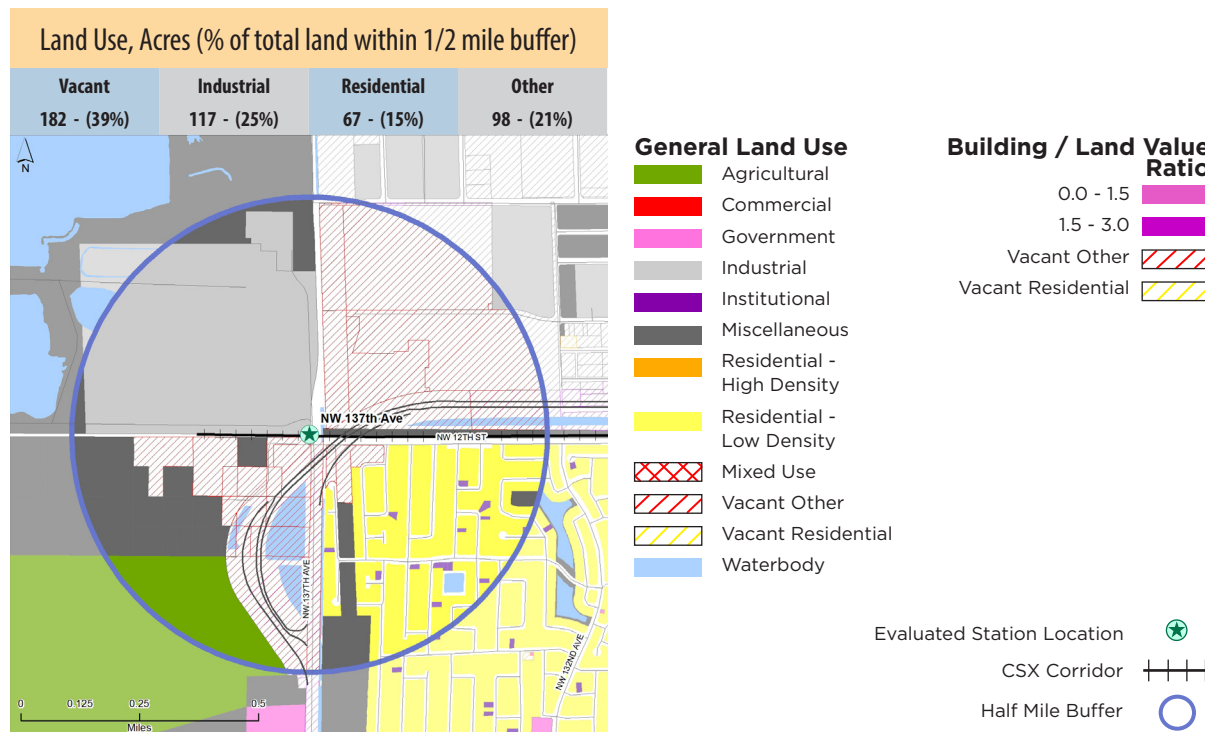 Land Use, Acres (% of total land within 1/2 mile buffer)
Vacant Industrial Residential Other
182 - (39%) 117 - (25%) 67 - (15%) 98 - (21%)
N
NW 137th Ave
NW 12TH ST
NW 137TH AVE
NW 132ND AVE
0 0.125 0.25 0.5
Miles
General Land Use
Agricultural
Commercial
Government
Industrial
Institutional
Miscellaneous
Residential -
High Density
Residential -
Low Density
Mixed Use
Vacant Other
Vacant Residential
Waterbody
Building / Land Value
Ratio
0.0 - 1.5
1.5 - 3.0
Vacant Other
Vacant Residential
Evaluated Station Location
CSX Corridor
Half Mile Buffer